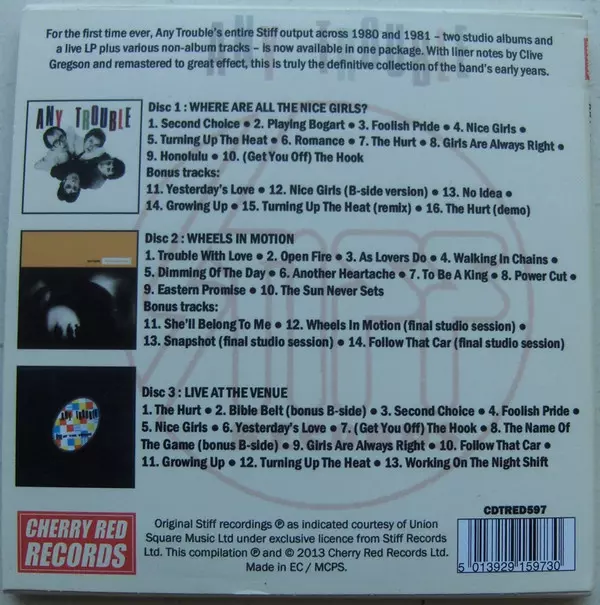 For the first time ever, Any Trouble's entire Stiff output across 1980 and 1981 – two studio albums and
a live LP plus various non-album tracks – is now available in one package. With liner notes by Clive
Gregson and remastered to great effect, this is truly the definitive collection of the band's early years.
ANY TROUBLE
Disc 1 : WHERE ARE ALL THE NICE GIRLS?
1. Second Choice ● 2. Playing Bogart ● 3. Foolish Pride ● 4. Nice Girls ●
5. Turning Up The Heat ● 6. Romance ● 7. The Hurt ● 8. Girls Are Always Right ●
9. Honolulu ● 10. (Get You Off) The Hook
Bonus tracks:
11. Yesterday's Love ● 12. Nice Girls (B-side version) ● 13. No Idea ●
14. Growing Up ● 15. Turning Up The Heat (remix) ● 16. The Hurt (demo)
Disc 2 : WHEELS IN MOTION
1. Trouble With Love ● 2. Open Fire ● 3. As Lovers Do ● 4. Walking In Chains ●
5. Dimming Of The Day ● 6. Another Heartache ● 7. To Be A King ● 8. Power Cut ●
9. Eastern Promise ● 10. The Sun Never Sets
Bonus tracks:
11. She'll Belong To Me ● 12. Wheels In Motion (final studio session) ●
13. Snapshot (final studio session) ● 14. Follow That Car (final studio session)
Disc 3 : LIVE AT THE VENUE
1. The Hurt ● 2. Bible Belt (bonus B-side) ● 3. Second Choice ● 4. Foolish Pride ●
5. Nice Girls ● 6. Yesterday's Love ● 7. (Get You Off) The Hook ● 8. The Name Of
The Game (bonus B-side) ● 9. Girls Are Always Right ● 10. Follow That Car ●
11. Growing Up ● 12. Turning Up The Heat ● 13. Working On The Night Shift
ANY TROUBLE
LIVE AT THE VENUE
CHERRY RED
RECORDS
Original Stiff recordings ℗ as indicated courtesy of Union
Square Music Ltd under exclusive licence from Stiff Records
Ltd. This compilation ℗ and © 2013 Cherry Red Records Ltd.
Made in EC / MCPS.
CDTRED597
5 013929 159730
ANY TROUBLE
Stiff